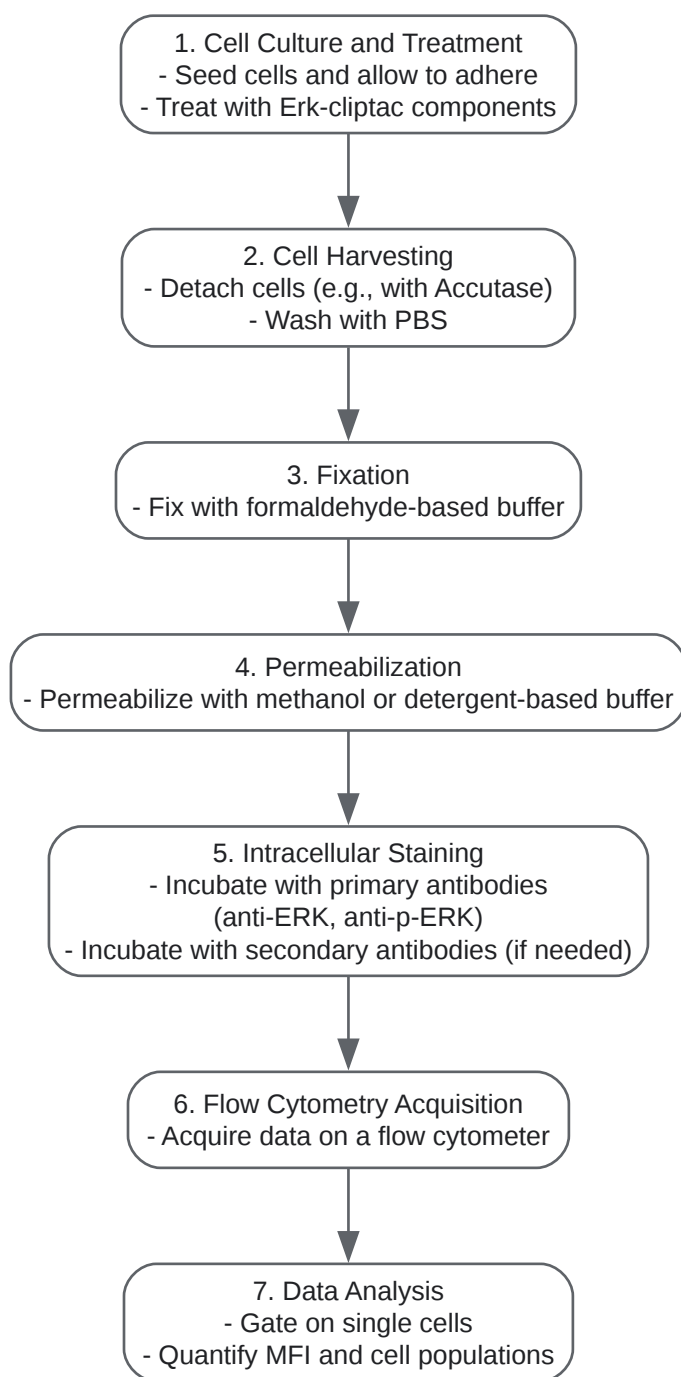 1. Cell Culture and Treatment
- Seed cells and allow to adhere
- Treat with Erk-cliptac components
2. Cell Harvesting
- Detach cells (e.g., with Accutase)
- Wash with PBS
3. Fixation
- Fix with formaldehyde-based buffer
4. Permeabilization
- Permeabilize with methanol or detergent-based buffer
5. Intracellular Staining
- Incubate with primary antibodies
(anti-ERK, anti-p-ERK)
- Incubate with secondary antibodies (if needed)
6. Flow Cytometry Acquisition
- Acquire data on a flow cytometer
7. Data Analysis
- Gate on single cells
- Quantify MFI and cell populations